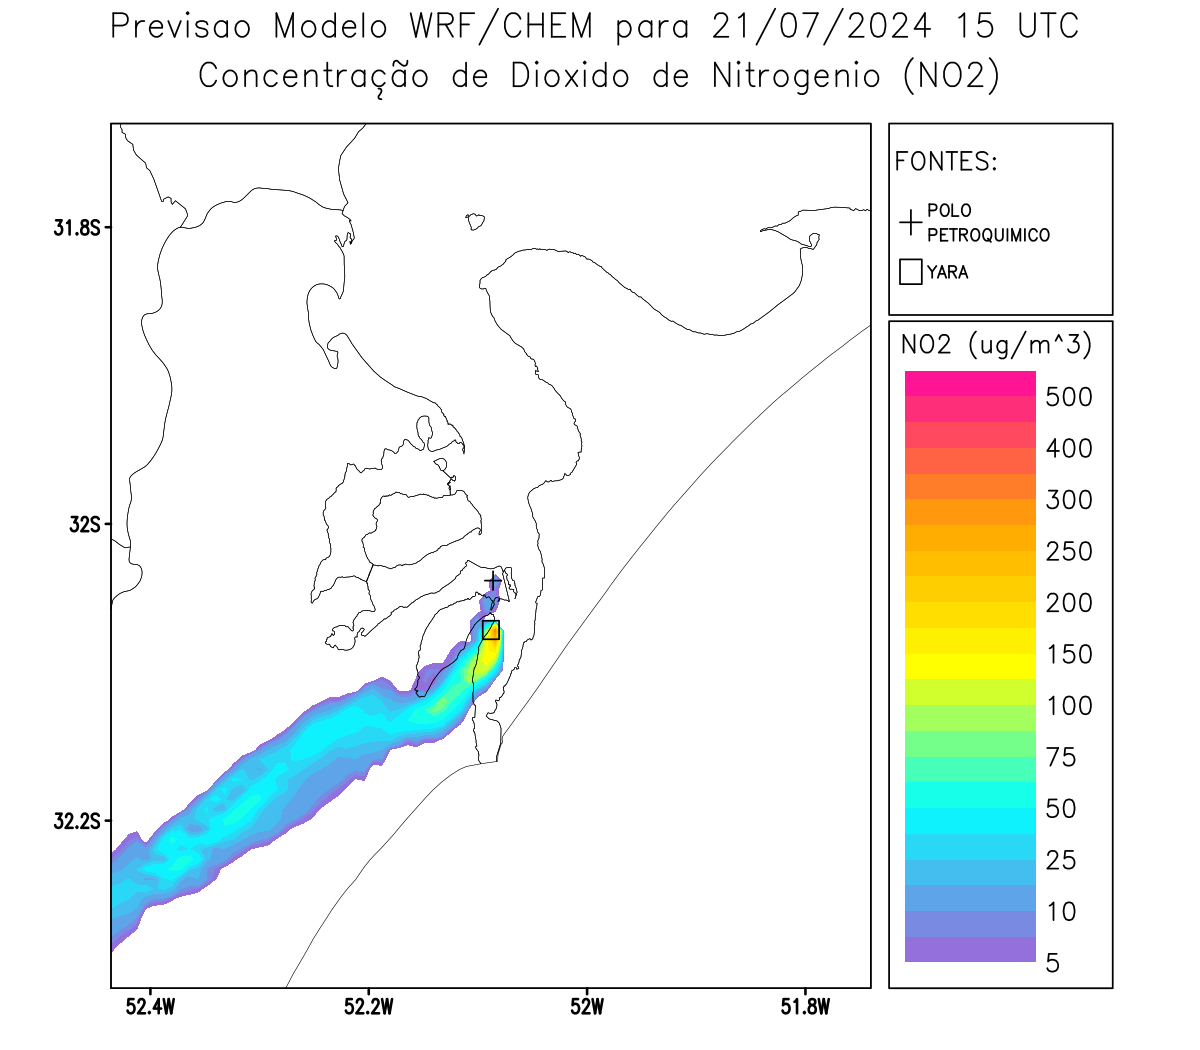 Previsao Modelo WRF/CHEM para 21/07/2024 15 UTC
Concentração de Dioxido de Nitrogenio (NO2)
FONTES:
POLO
PETROQUIMICO
YARA
NO2 (ug/m^3)
500
400
300
250
200
150
100
75
50
25
10
5
31.8S
32S
32.2S
52.4W
52.2W
52W
51.8W